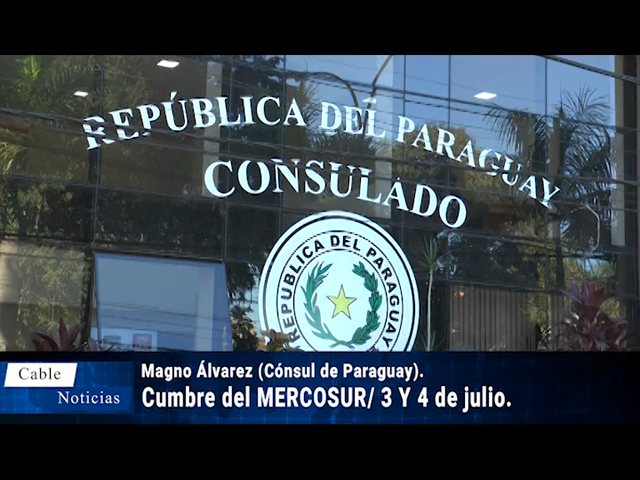 REPÚBLICA DEL PARAGUAY
CONSULADO
REPÚBLICA DEL PARAGUAY
Cable
Noticias
Magno Álvarez (Cónsul de Paraguay).
Cumbre del MERCOSUR/ 3 Y 4 de julio.